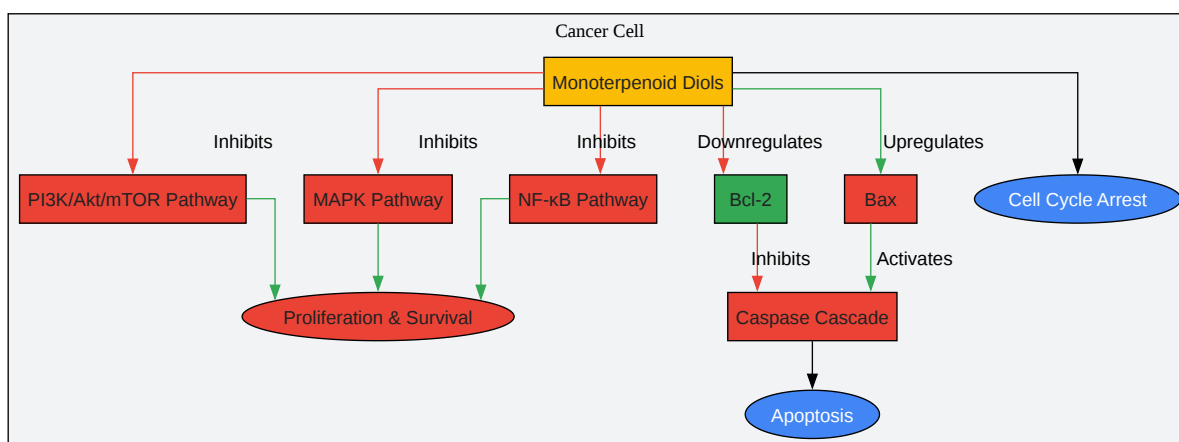 Cancer Cell
Monoterpenoid Diols
Inhibits
Inhibits
Inhibits
Downregulates
Upregulates
PI3K/Akt/mTOR Pathway
MAPK Pathway
NF-κB Pathway
Bcl-2
Bax
Cell Cycle Arrest
Inhibits
Activates
Proliferation & Survival
Caspase Cascade
Apoptosis